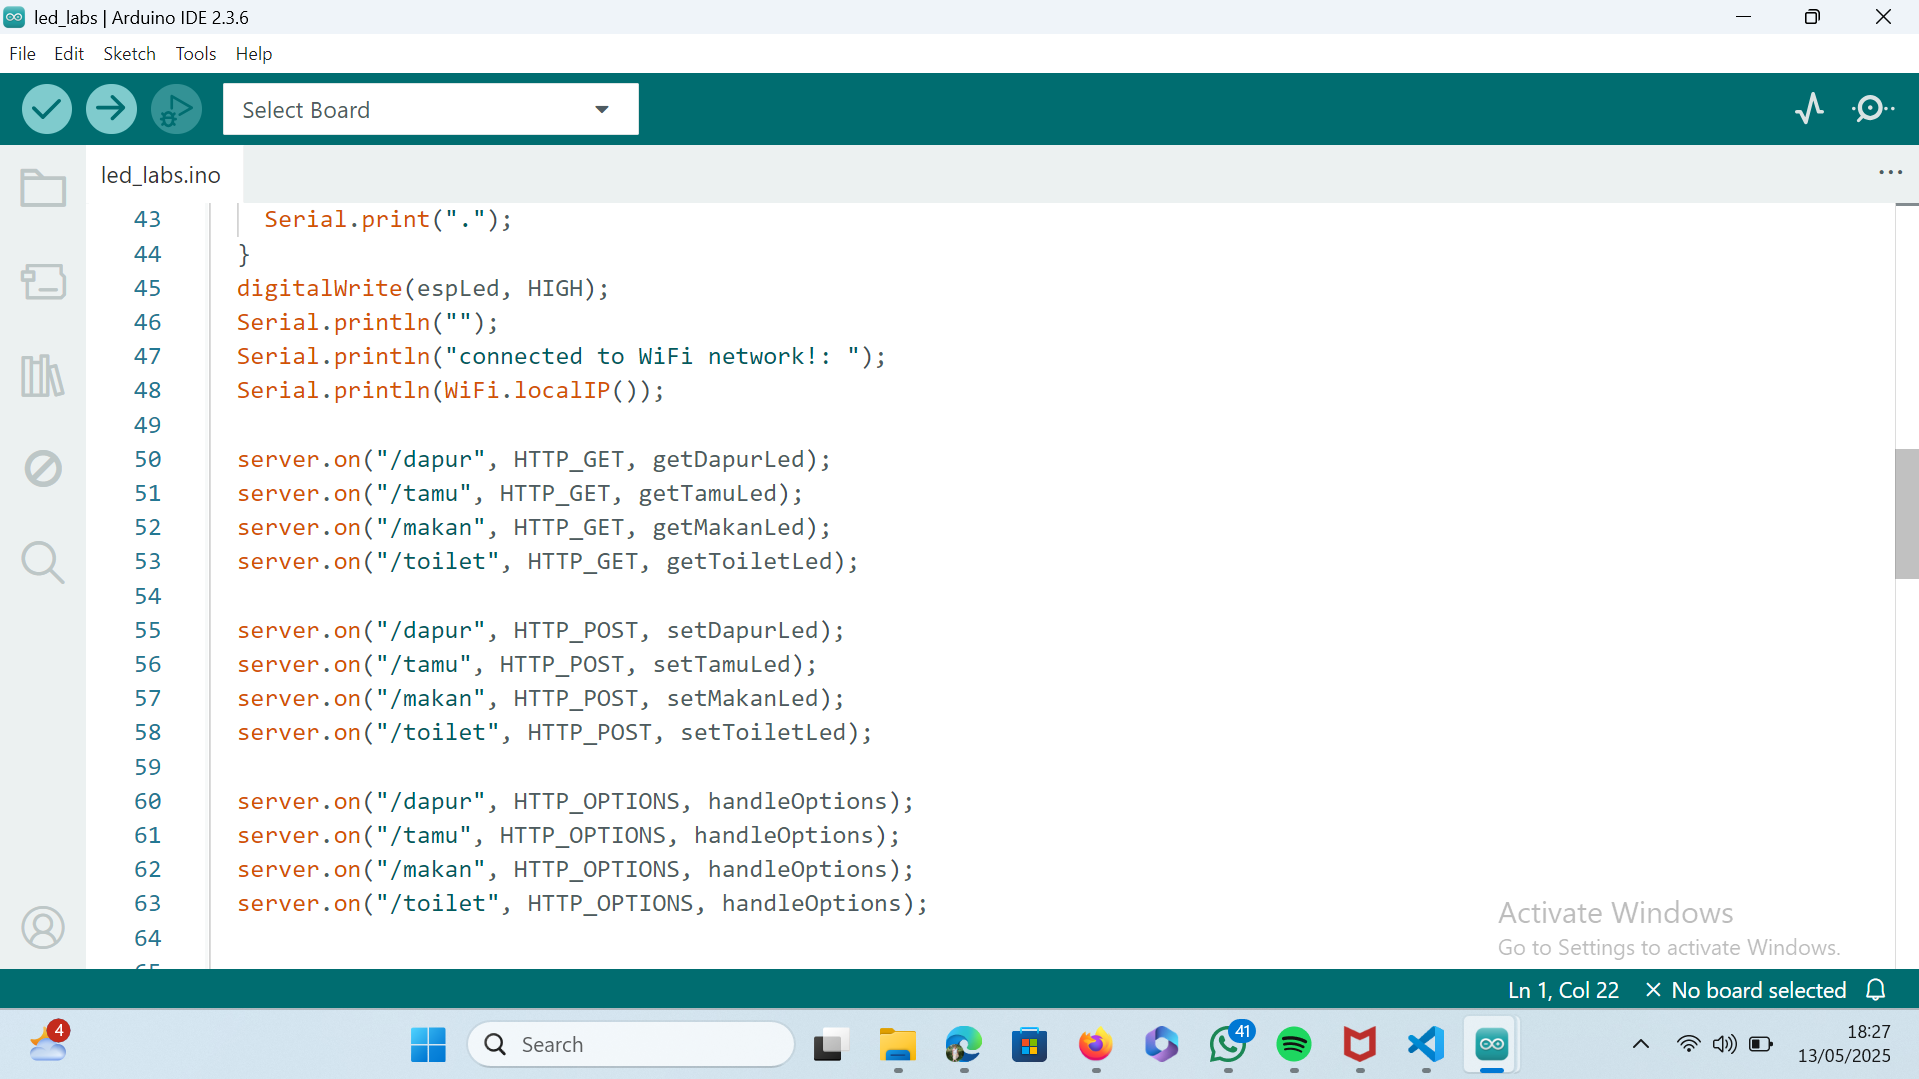 led_labs | Arduino IDE 2.3.6
File Edit Sketch Tools Help
Select Board
led_labs.ino
43 Serial.print(".");
44 }
45 digitalWrite(espLed, HIGH);
46 Serial.println("");
47 Serial.println("connected to WiFi network!: ");
48 Serial.println(WiFi.localIP());
49
50 server.on("/dapur", HTTP_GET, getDapurLed);
51 server.on("/tamu", HTTP_GET, getTamuLed);
52 server.on("/makan", HTTP_GET, getMakanLed);
53 server.on("/toilet", HTTP_GET, getToiletLed);
54
55 server.on("/dapur", HTTP_POST, setDapurLed);
56 server.on("/tamu", HTTP_POST, setTamuLed);
57 server.on("/makan", HTTP_POST, setMakanLed);
58 server.on("/toilet", HTTP_POST, setToiletLed);
59
60 server.on("/dapur", HTTP_OPTIONS, handleOptions);
61 server.on("/tamu", HTTP_OPTIONS, handleOptions);
62 server.on("/makan", HTTP_OPTIONS, handleOptions);
63 server.on("/toilet", HTTP_OPTIONS, handleOptions);
64
Activate Windows
Go to Settings to activate Windows.
Ln 1, Col 22 No board selected
4
Search
41
18:27
13/05/2025